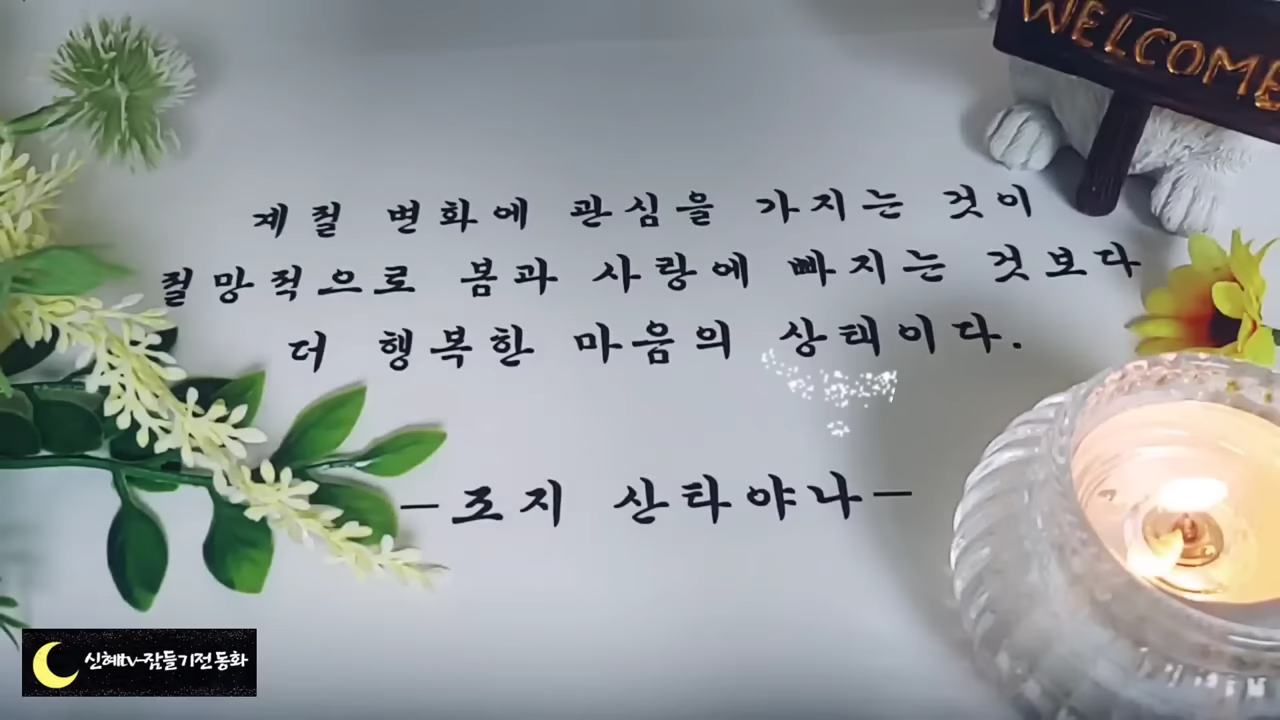 WELCOME
계절 변화에 관심을 가지는 것이
절망적으로 봄과 사랑에 빠지는 것보다
더 행복한 마음의 상태이다.
-조지 산타야나-
신혜tv-잠들기전 동화